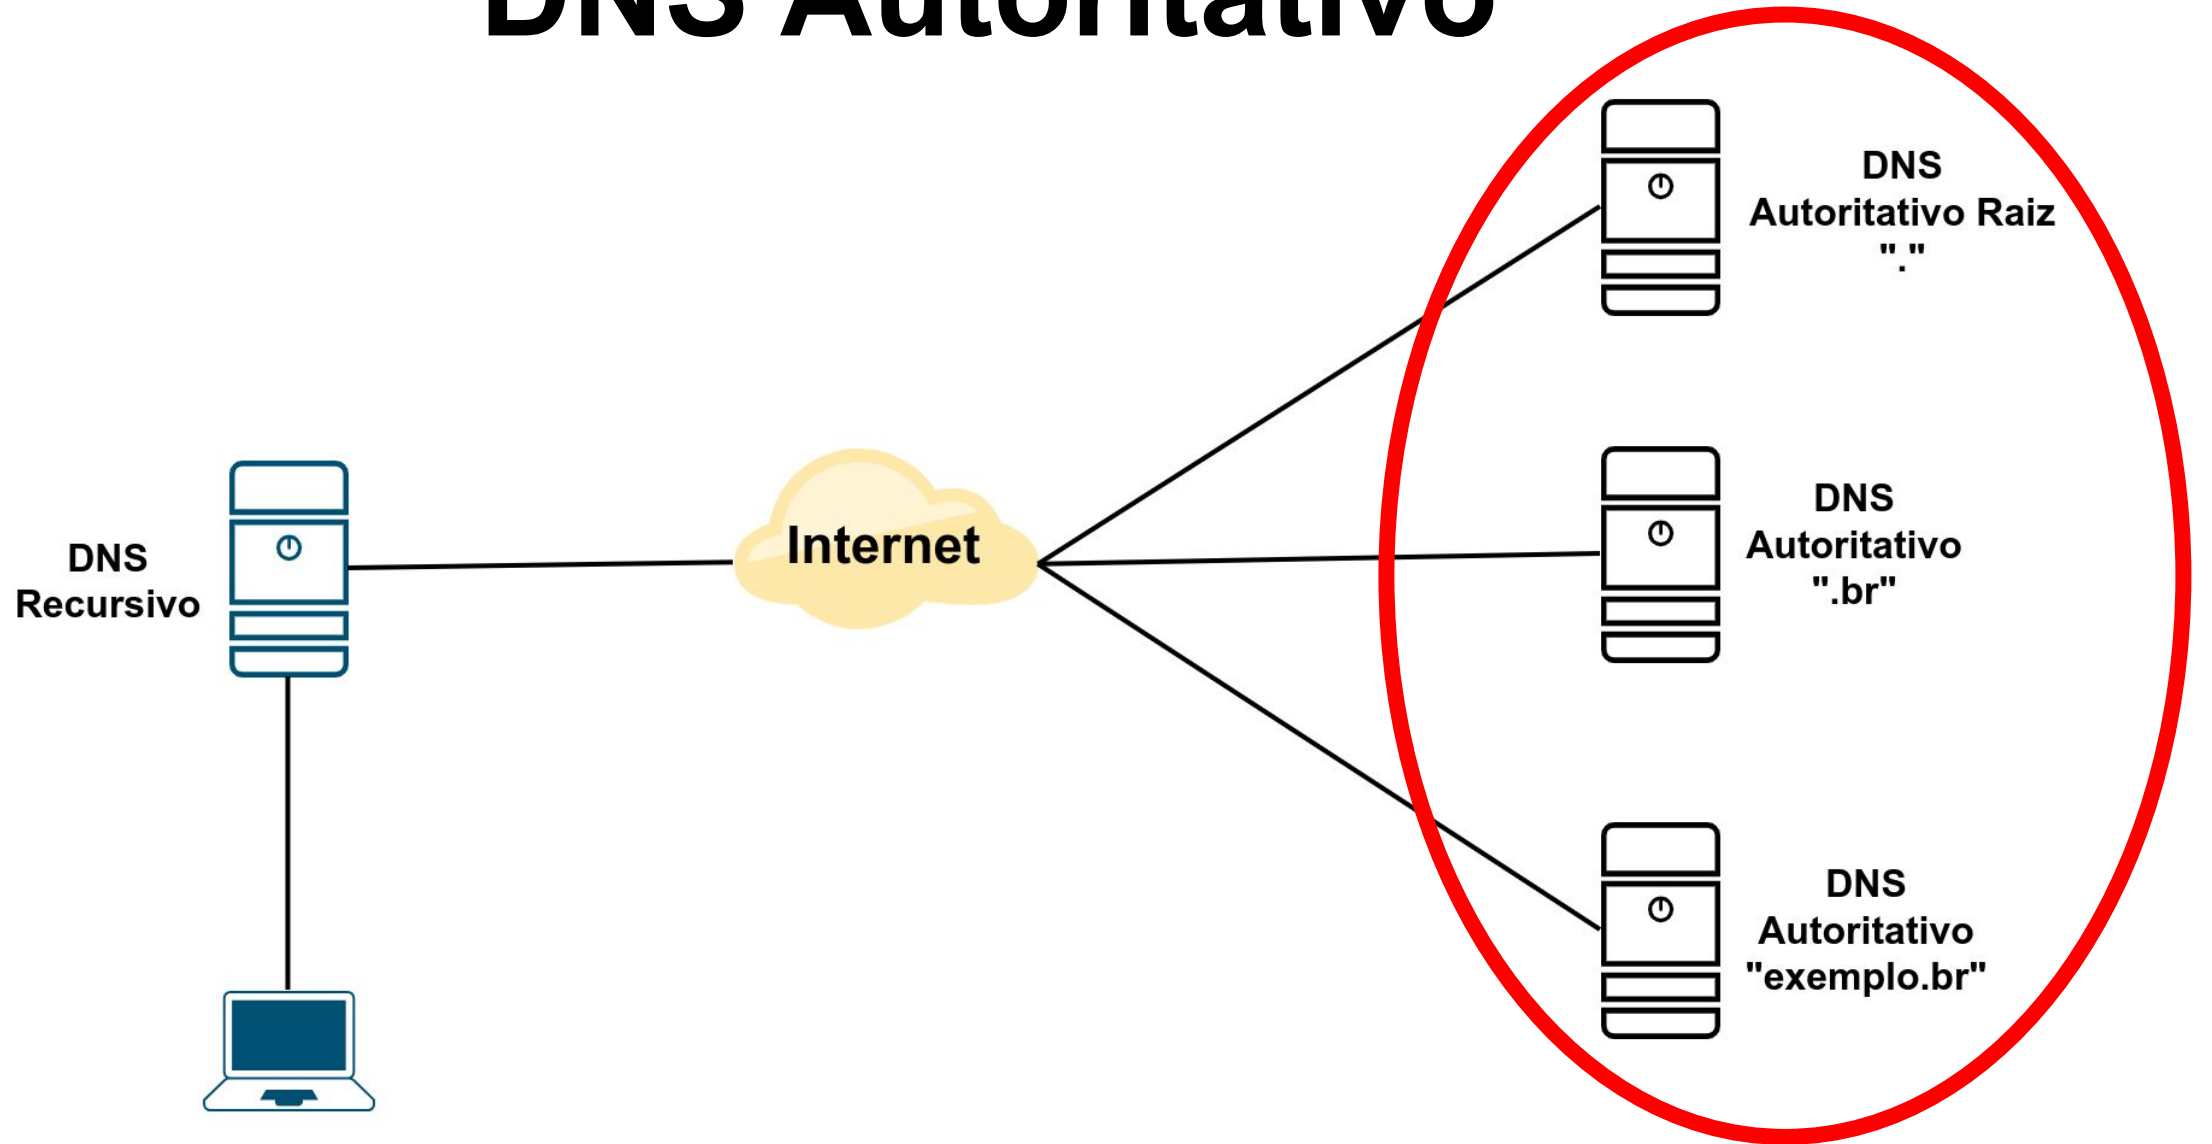 DNS Autoritativo
DNS
Autoritativo Raiz
"."
DNS
Autoritativo
".br"
Internet
DNS
Recursivo
DNS
Autoritativo
"exemplo.br"